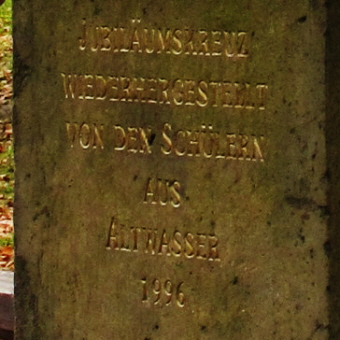 JUBILÄUMSKREUZ
WIEDERHERGESTELLT
VON DEN SCHÜLERN
AUS
ALTWASSER
1996